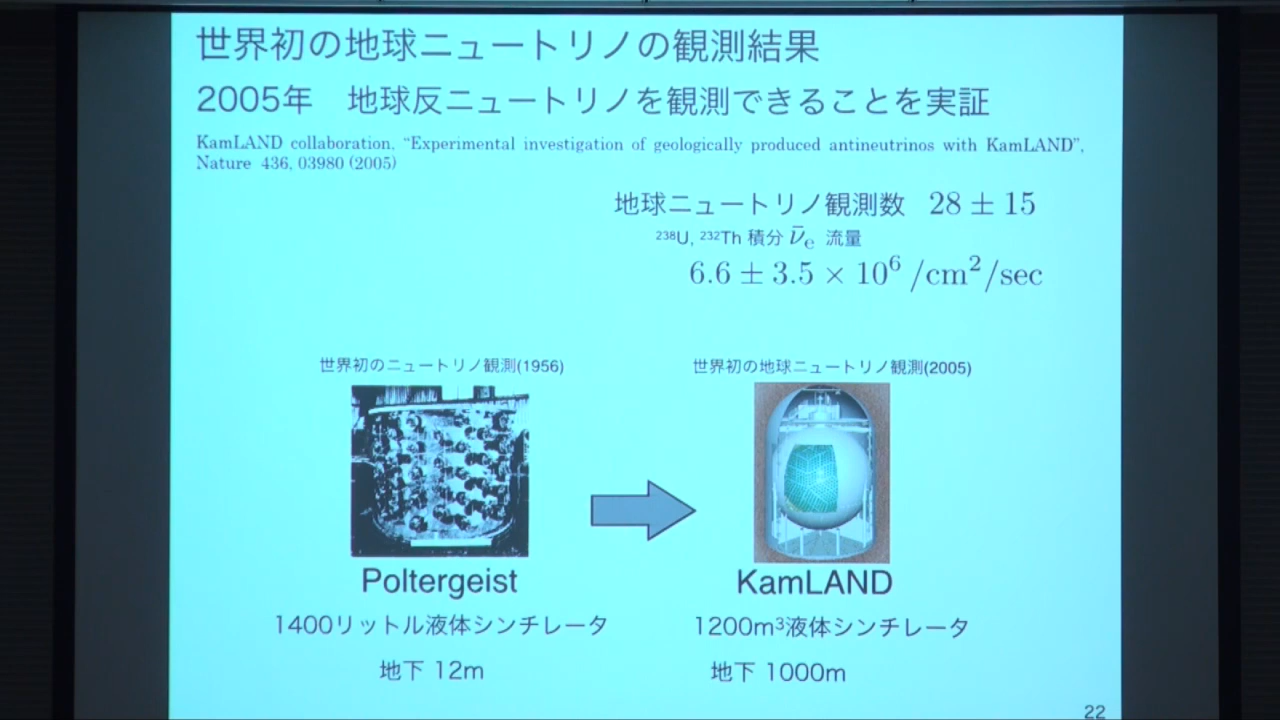 世界初の地球ニュートリノの観測結果
2005年 地球反ニュートリノを観測できることを実証
KamLAND collaboration, “Experimental investigation of geologically produced antineutrinos with KamLAND”,
Nature 436, 03980 (2005)
地球ニュートリノ観測数 28 ± 15
²³⁸U, ²³²Th 積分 ν̄e 流量
6.6 ± 3.5 × 10⁶ /cm²/sec
世界初のニュートリノ観測(1956)
世界初の地球ニュートリノ観測(2005)
Poltergeist
KamLAND
1400リットル液体シンチレータ
1200m³液体シンチレータ
地下 12m
地下 1000m
22